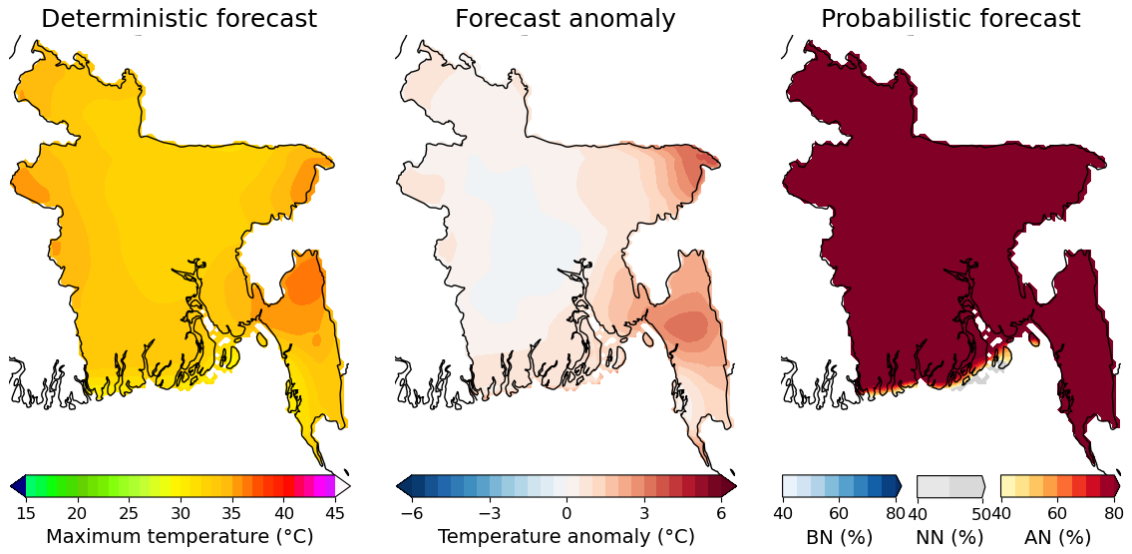 Deterministic forecast Forecast anomaly Probabilistic forecast
15 20 25 30 35 40 45 −6 −3 0 3 6 40 60 80 40 50 40 60 80
Maximum temperature (°C) Temperature anomaly (°C) BN (%) NN (%) AN (%)